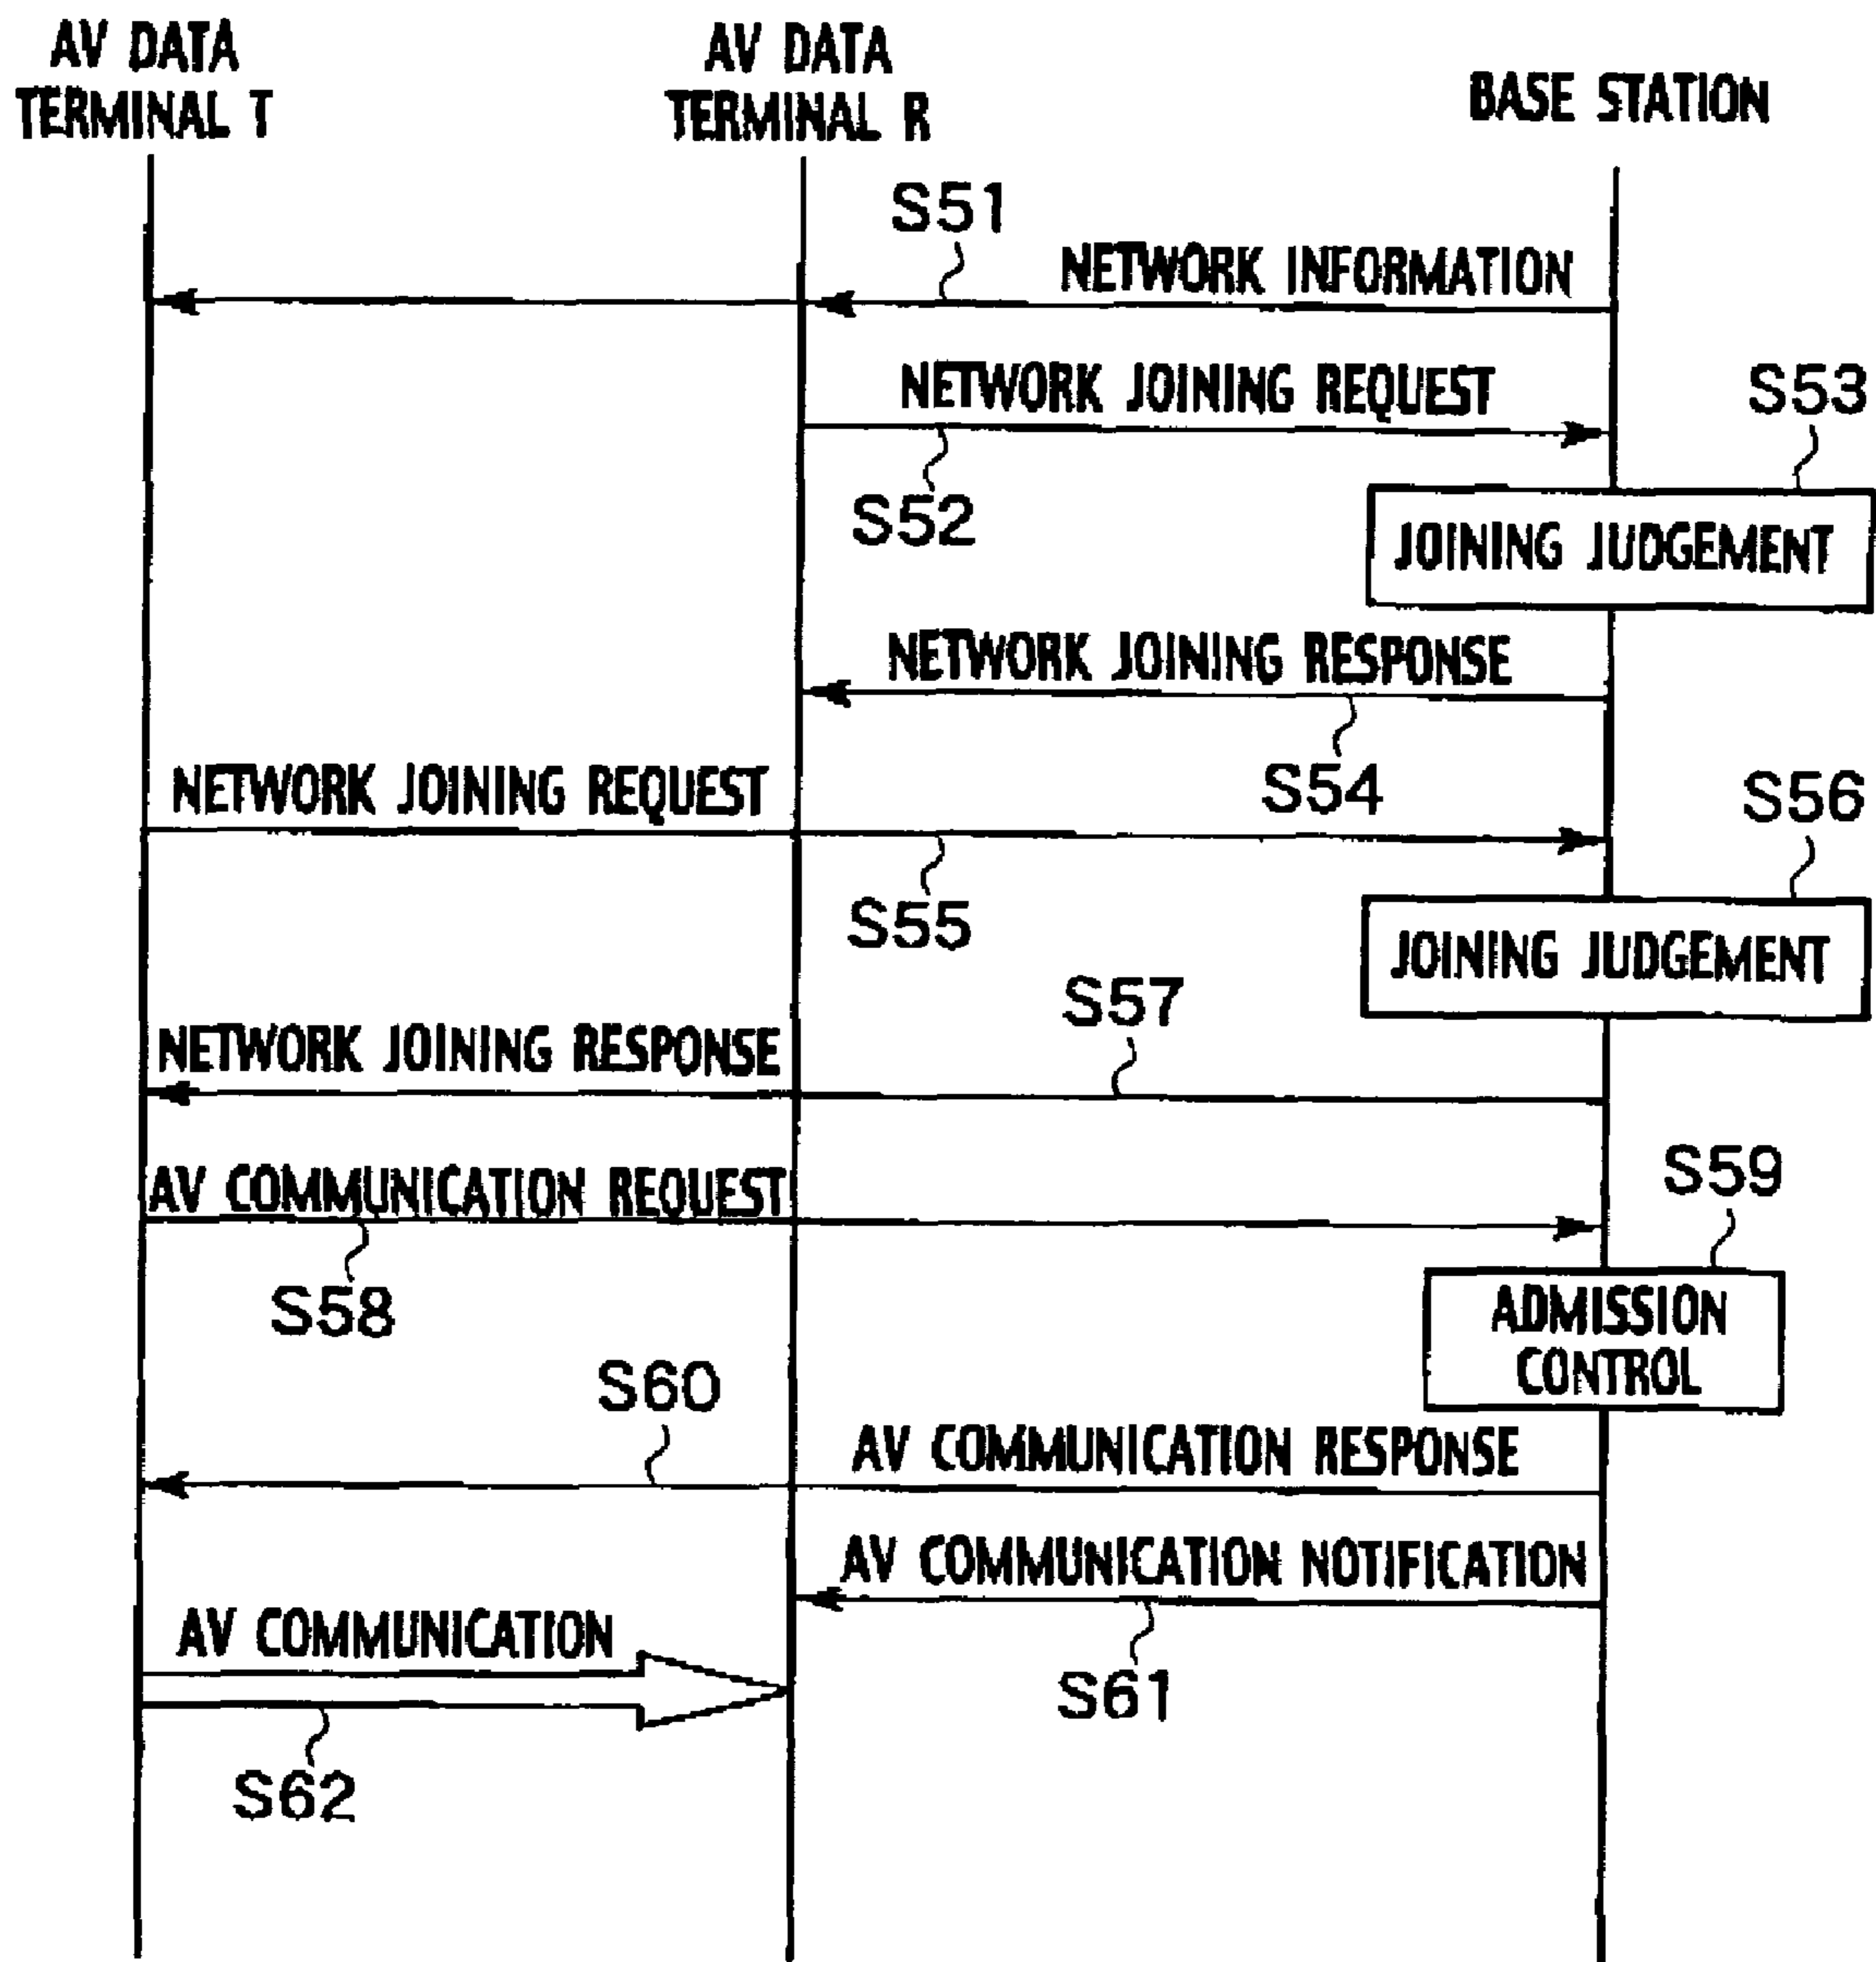 AV DATA
TERMINAL T
AV DATA
TERMINAL R
BASE STATION
S51
NETWORK INFORMATION
NETWORK JOINING REQUEST
S53
S52
JOINING JUDGEMENT
NETWORK JOINING RESPONSE
S54
NETWORK JOINING REQUEST
S56
S55
JOINING JUDGEMENT
S57
NETWORK JOINING RESPONSE
AV COMMUNICATION REQUEST
S59
S58
ADMISSION
CONTROL
S60
AV COMMUNICATION RESPONSE
AV COMMUNICATION NOTIFICATION
AV COMMUNICATION
S61
S62